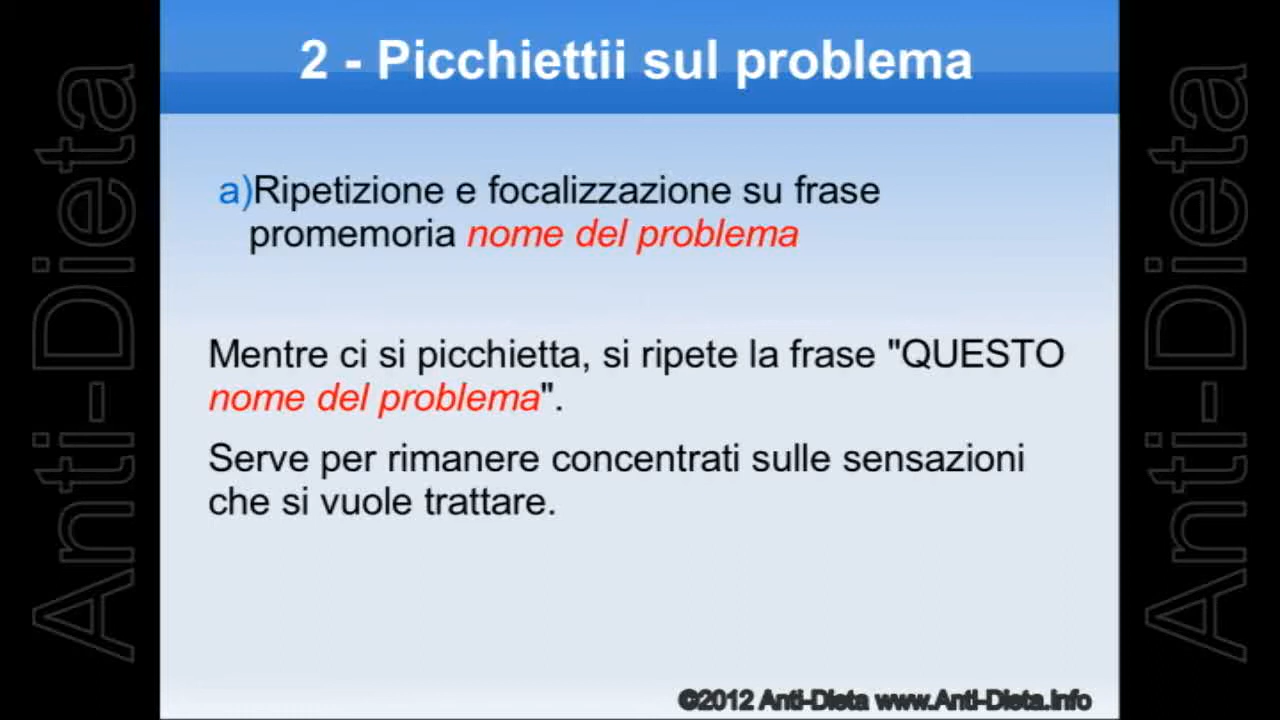 2 - Picchiettii sul problema
a)Ripetizione e focalizzazione su frase
promemoria nome del problema
Mentre ci si picchietta, si ripete la frase "QUESTO
nome del problema".
Serve per rimanere concentrati sulle sensazioni
che si vuole trattare.
©2012 Anti-Dieta www.Anti-Dieta.info
Anti-Dieta
Anti-Dieta